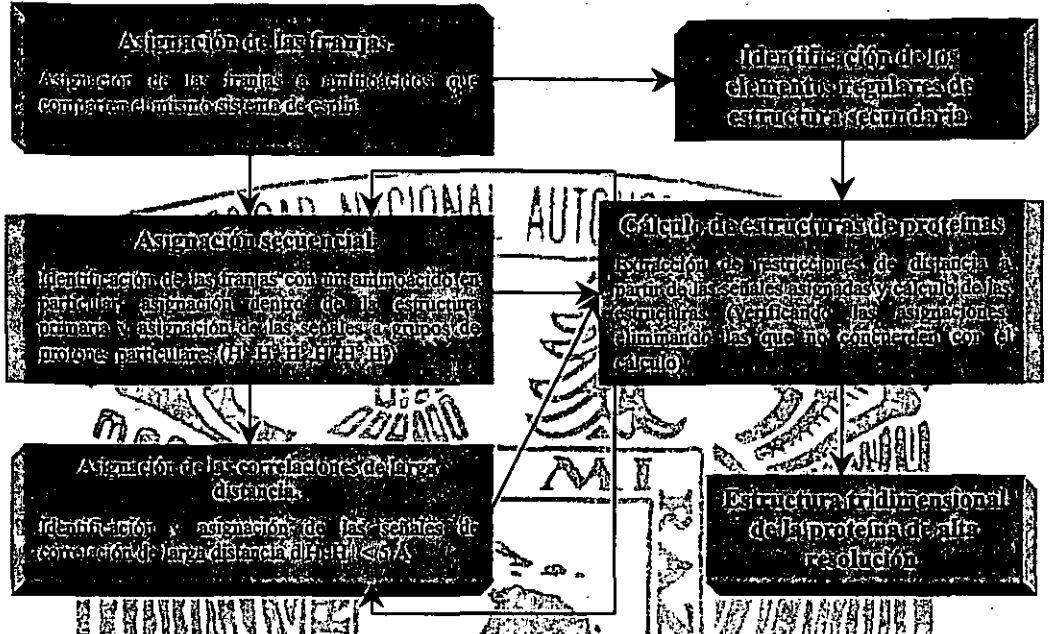 Asignación de las franjas.
Asignación de las franjas a aminoácidos que
comparten el mismo sistema de espín.
Identificación de los
elementos regulares de
estructura secundaria
NACIONAL AUTO
Asignación secuencial
Identificación de las franjas con un aminoácido en
particular, asignación dentro de la estructura
primaria y asignación de las señales a grupos de
protones particulares
Cálculo de estructuras de proteínas
Extracción de restricciones de distancia a
partir de las señales asignadas y cálculo de las
estructuras. (Verificando las asignaciones,
eliminando las que no concuerden con el
cálculo)
Asignación de las correlaciones de larga
distancia.
Identificación y asignación de las señales de
correlación de larga distancia
MI
RA
Estructura tridimensional
de la proteína de alta
resolución